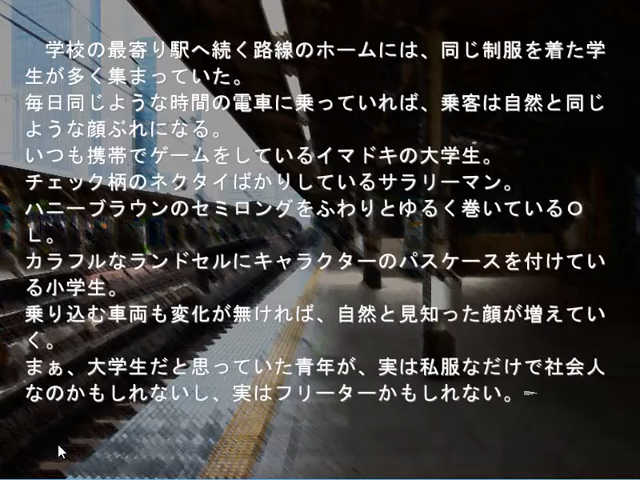 学校の最寄り駅へ続く路線のホームには、同じ制服を着た学
生が多く集まっていた。
毎日同じような時間の電車に乗っていれば、乗客は自然と同じ
ような顔ぶれになる。
いつも携帯でゲームをしているイマドキの大学生。
チェック柄のネクタイばかりしているサラリーマン。
ハニーブラウンのセミロングをふわりとゆるく巻いているＯ
Ｌ。
カラフルなランドセルにキャラクターのパスケースを付けてい
る小学生。
乗り込む車両も変化が無ければ、自然と見知った顔が増えてい
く。
まぁ、大学生だと思っていた青年が、実は私服なだけで社会人
なのかもしれないし、実はフリーターかもしれない。